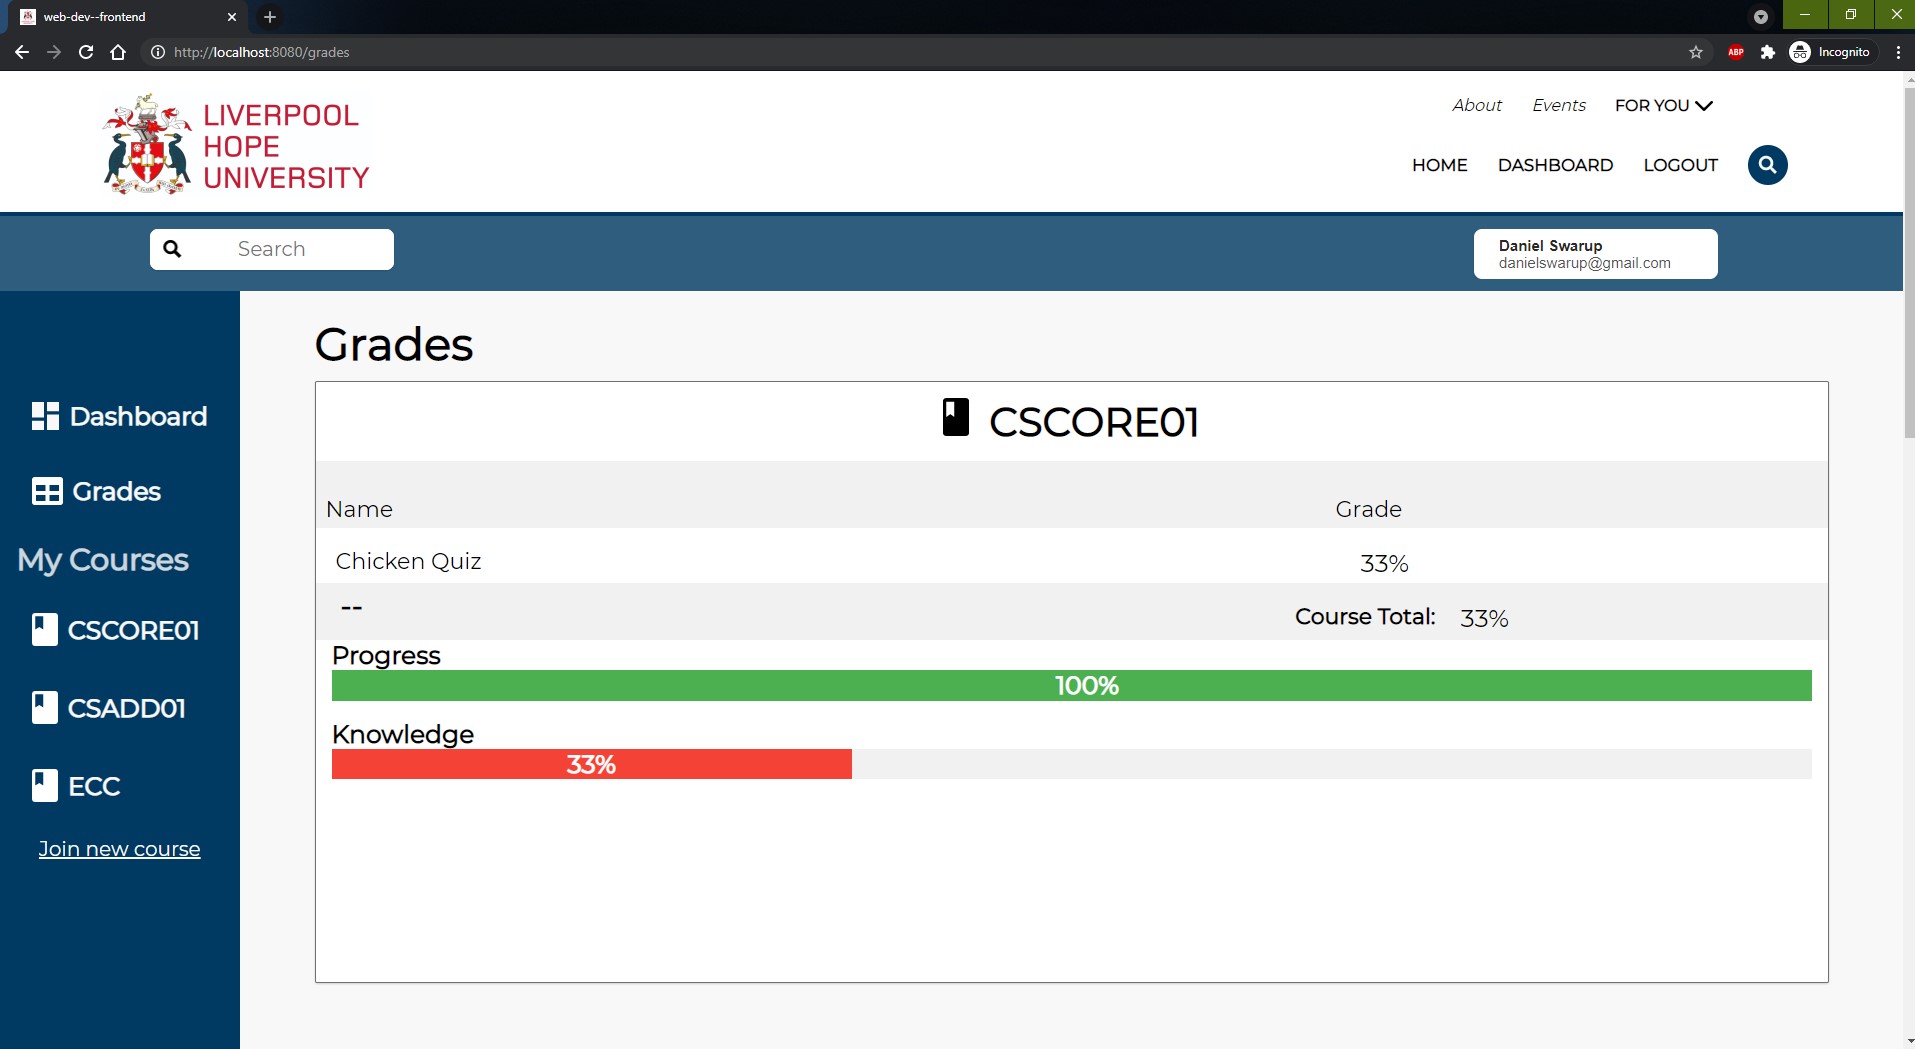 web-dev--frontend
http://localhost:8080/grades
ABP
Incognito
LIVERPOOL
HOPE
UNIVERSITY
About Events FOR YOU
HOME DASHBOARD LOGOUT
Search
Daniel Swarup
danielswarup@gmail.com
Dashboard
Grades
My Courses
CSCORE01
CSADD01
ECC
Join new course
Grades
CSCORE01
Name Grade
Chicken Quiz 33%
-- Course Total: 33%
Progress
100%
Knowledge
33%